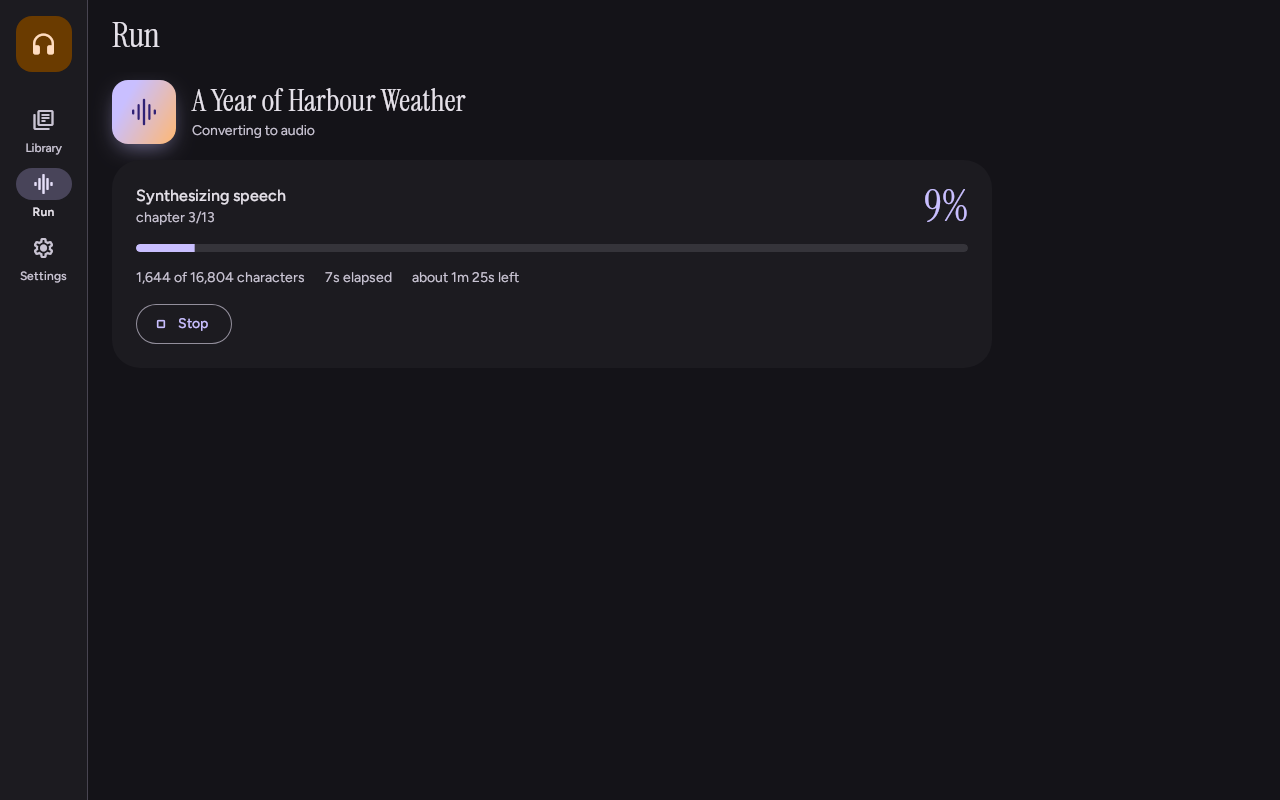 Run
A Year of Harbour Weather
Converting to audio
Library
Run
Settings
Synthesizing speech
chapter 3/13
9%
1,644 of 16,804 characters 7s elapsed about 1m 25s left
Stop